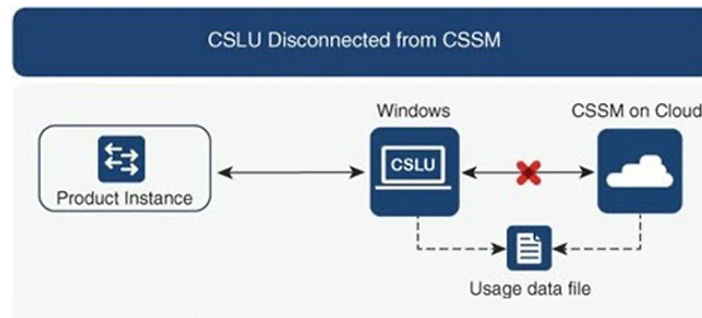 CSLU Disconnected from CSSM
Windows
CSSM on Cloud
CSLU
Product Instance
Usage data file